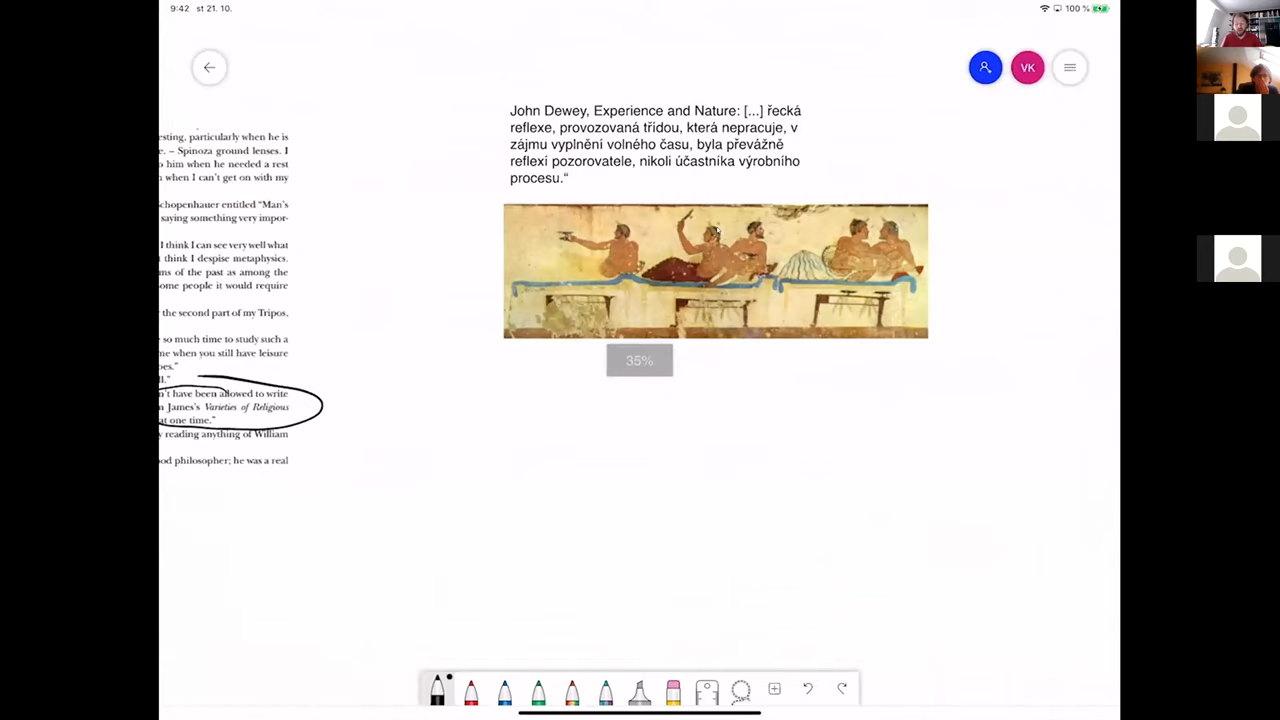 9:42 st 21. 10.
100 %
VK
John Dewey, Experience and Nature: [...] řecká
reflexe, provozovaná třídou, která nepracuje, v
zájmu vyplnění volného času, byla převážně
reflexí pozorovatele, nikoli účastníka výrobního
procesu.“
35%
esting, particularly when he is
e. – Spinoza ground lenses. I
o him when he needed a rest
n when I can't get on with my
chopenhauer entitled “Man's
saying something very impor-
I think I can see very well what
think I despise metaphysics.
ms of the past as among the
ome people it would require
the second part of my Tripos,
so much time to study such a
me when you still have leisure
oes.”
ll.”
n't have been allowed to write
n James's Varieties of Religious
at one time.”
y reading anything of William
ood philosopher; he was a real